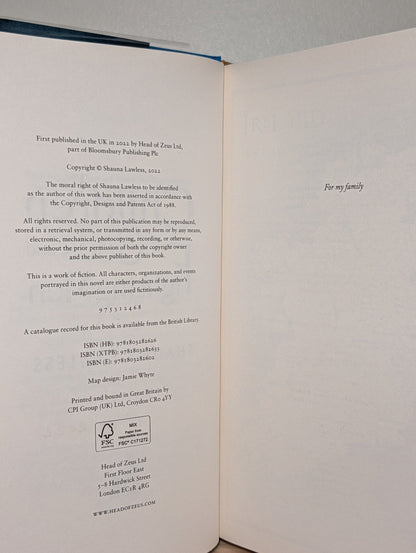 First published in the UK in 2022 by Head of Zeus Ltd,
part of Bloomsbury Publishing Plc
Copyright © Shauna Lawless, 2022
The moral right of Shauna Lawless to be identified
as the author of this work has been asserted in accordance with
the Copyright, Designs and Patents Act of 1988.
All rights reserved. No part of this publication may be reproduced,
stored in a retrieval system, or transmitted in any form or by any means,
electronic, mechanical, photocopying, recording, or otherwise,
without the prior permission of both the copyright owner
and the above publisher of this book.
This is a work of fiction. All characters, organizations, and events
portrayed in this novel are either products of the author's
imagination or are used fictitiously.
9 7 5 3 1 2 4 6 8
A catalogue record for this book is available from the British Library.
ISBN (HB): 9781803282626
ISBN (XTPB): 9781803282633
ISBN (E): 9781803282602
Map design: Jamie Whyte
Printed and bound in Great Britain by
CPI Group (UK) Ltd, Croydon CR0 4YY
FSC
MIX
Paper from
responsible sources
FSC® C171272
Head of Zeus Ltd
First Floor East
5–8 Hardwick Street
London EC1R 4RG
WWW.HEADOFZEUS.COM
For my family